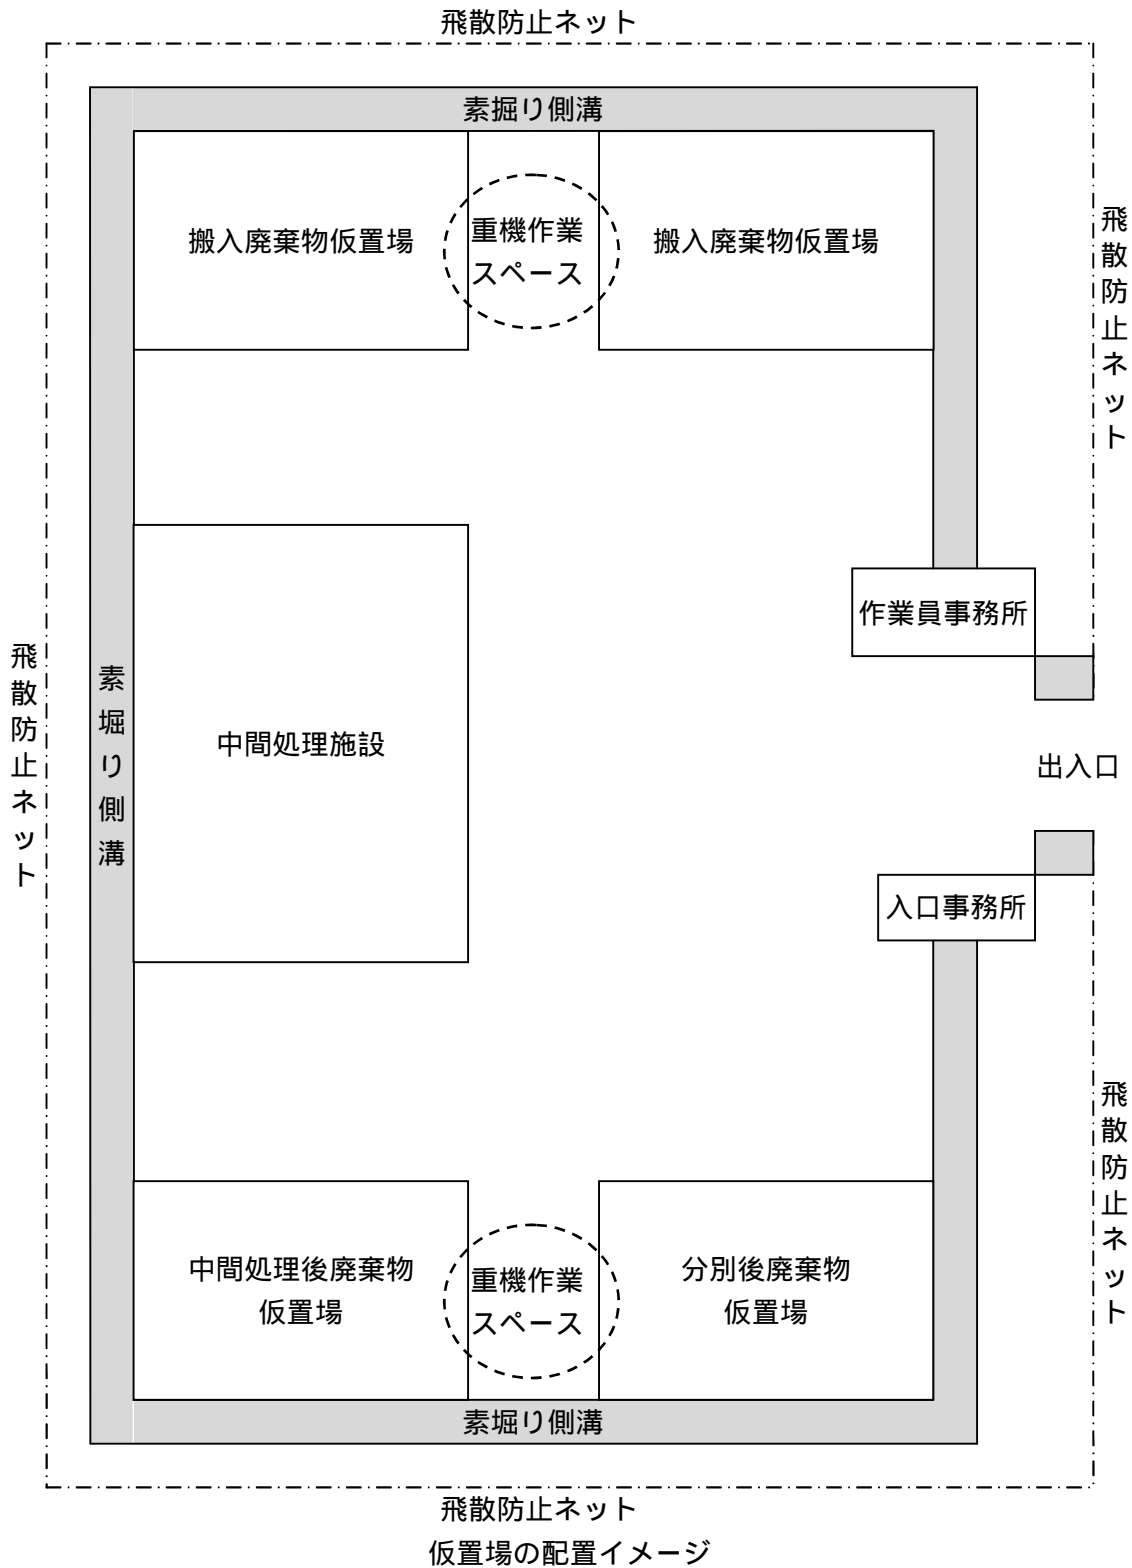 飛散防止ネット
素掘り側溝
搬入廃棄物仮置場
重機作業
スペース
搬入廃棄物仮置場
飛散防止ネット
作業員事務所
飛散防止ネット
素堀り側溝
中間処理施設
出入口
入口事務所
飛散防止ネット
中間処理後廃棄物
仮置場
重機作業
スペース
分別後廃棄物
仮置場
素堀り側溝
飛散防止ネット
仮置場の配置イメージ